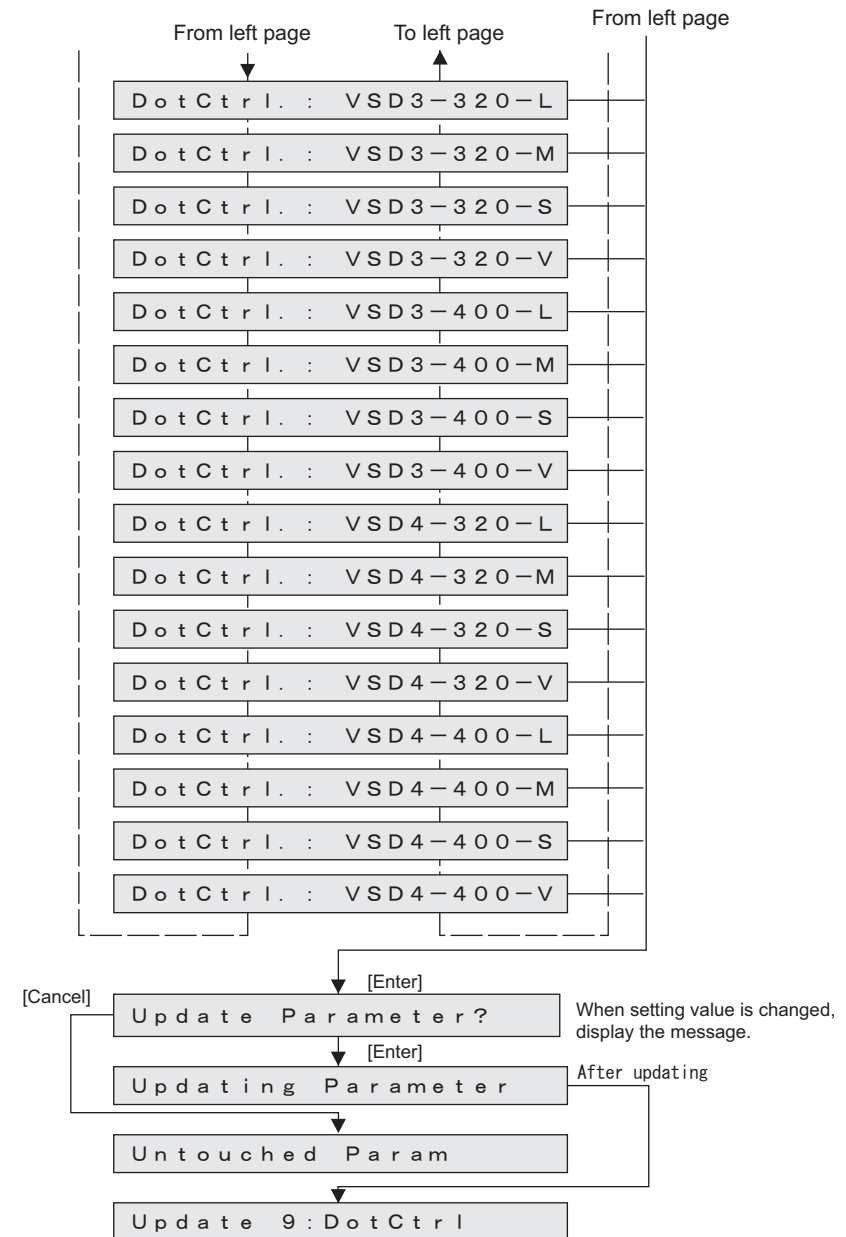 From left page
To left page
From left page
DotCtrl. : VSD3-320-L
DotCtrl. : VSD3-320-M
DotCtrl. : VSD3-320-S
DotCtrl. : VSD3-320-V
DotCtrl. : VSD3-400-L
DotCtrl. : VSD3-400-M
DotCtrl. : VSD3-400-S
DotCtrl. : VSD3-400-V
DotCtrl. : VSD4-320-L
DotCtrl. : VSD4-320-M
DotCtrl. : VSD4-320-S
DotCtrl. : VSD4-320-V
DotCtrl. : VSD4-400-L
DotCtrl. : VSD4-400-M
DotCtrl. : VSD4-400-S
DotCtrl. : VSD4-400-V
[Enter]
[Cancel]
Update Parameter?
When setting value is changed,
display the message.
[Enter]
Updating Parameter
After updating
Untouched Param
Update 9:DotCtrl